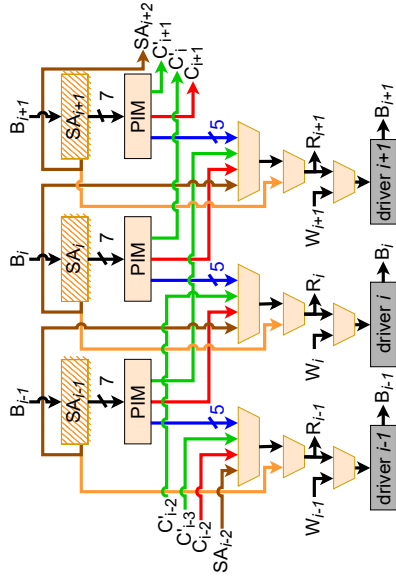 SA_{i+2}
C'_{i+1}
C'_i
C_{i+1}
B_{i+1}
SA_{i+1}
7
PIM
5
R_{i+1}
W_{i+1}
driver i+1
B_{i+1}
B_i
SA_i
7
PIM
5
R_i
W_i
driver i
B_i
B_{i-1}
SA_{i-1}
7
PIM
5
R_{i-1}
W_{i-1}
driver i-1
B_{i-1}
C'_{i-2}
C'_{i-3}
C_{i-2}
SA_{i-2}